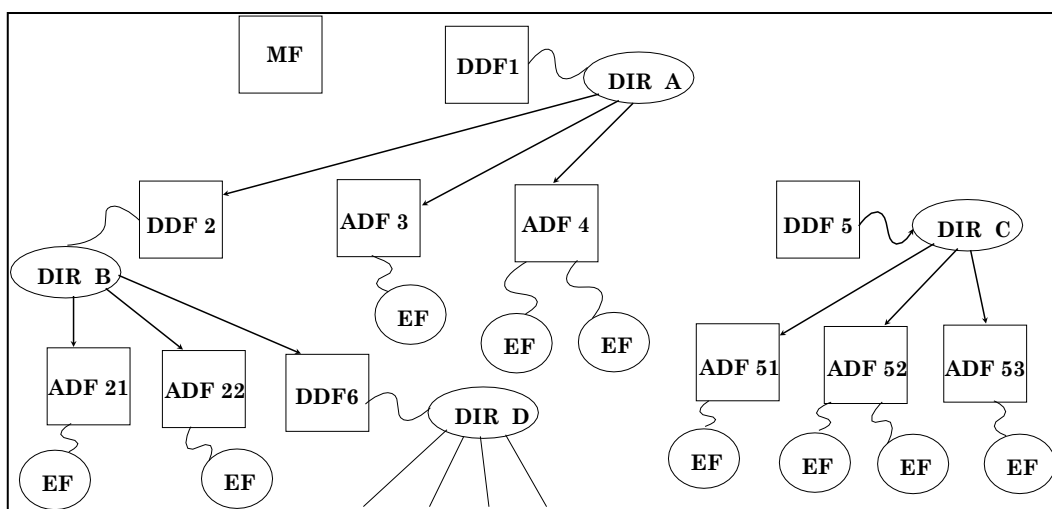 MF
DDF1
DIR A
DDF 2
ADF 3
ADF 4
DDF 5
DIR C
DIR B
EF
EF
EF
ADF 21
ADF 22
DDF6
DIR D
ADF 51
ADF 52
ADF 53
EF
EF
EF
EF
EF
EF